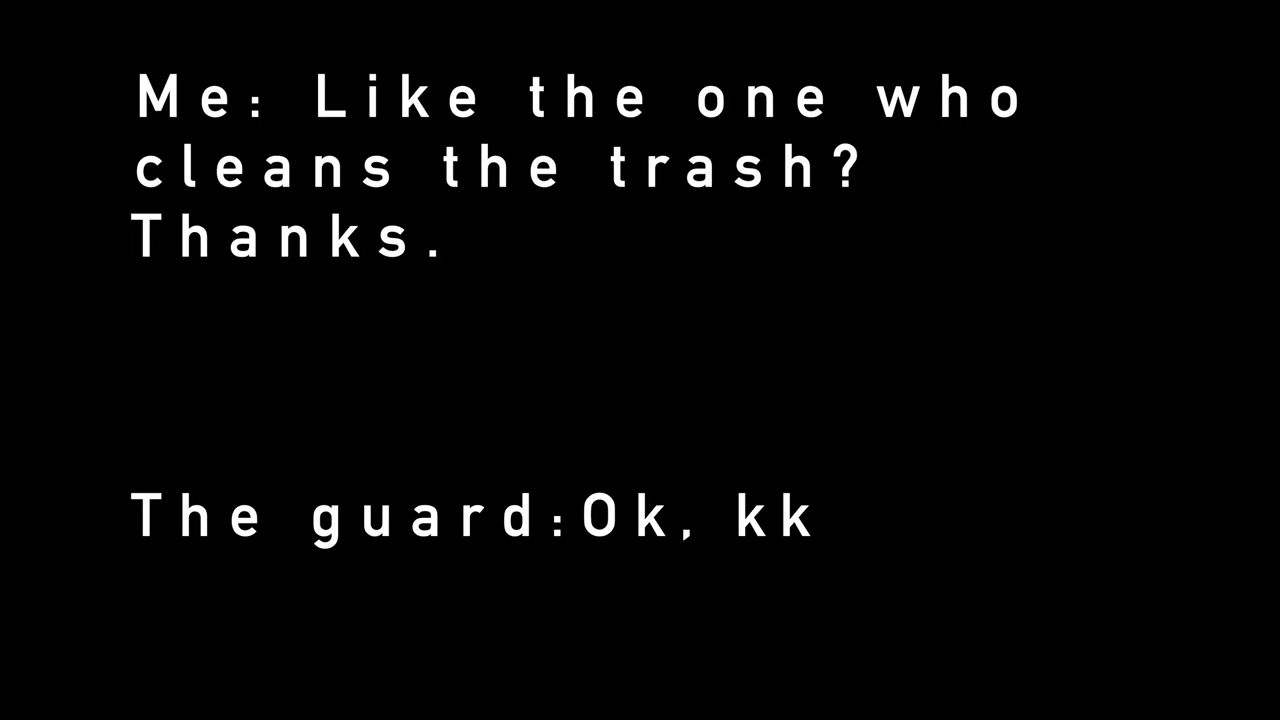 Me: Like the one who
cleans the trash?
Thanks.
The guard:Ok, kk